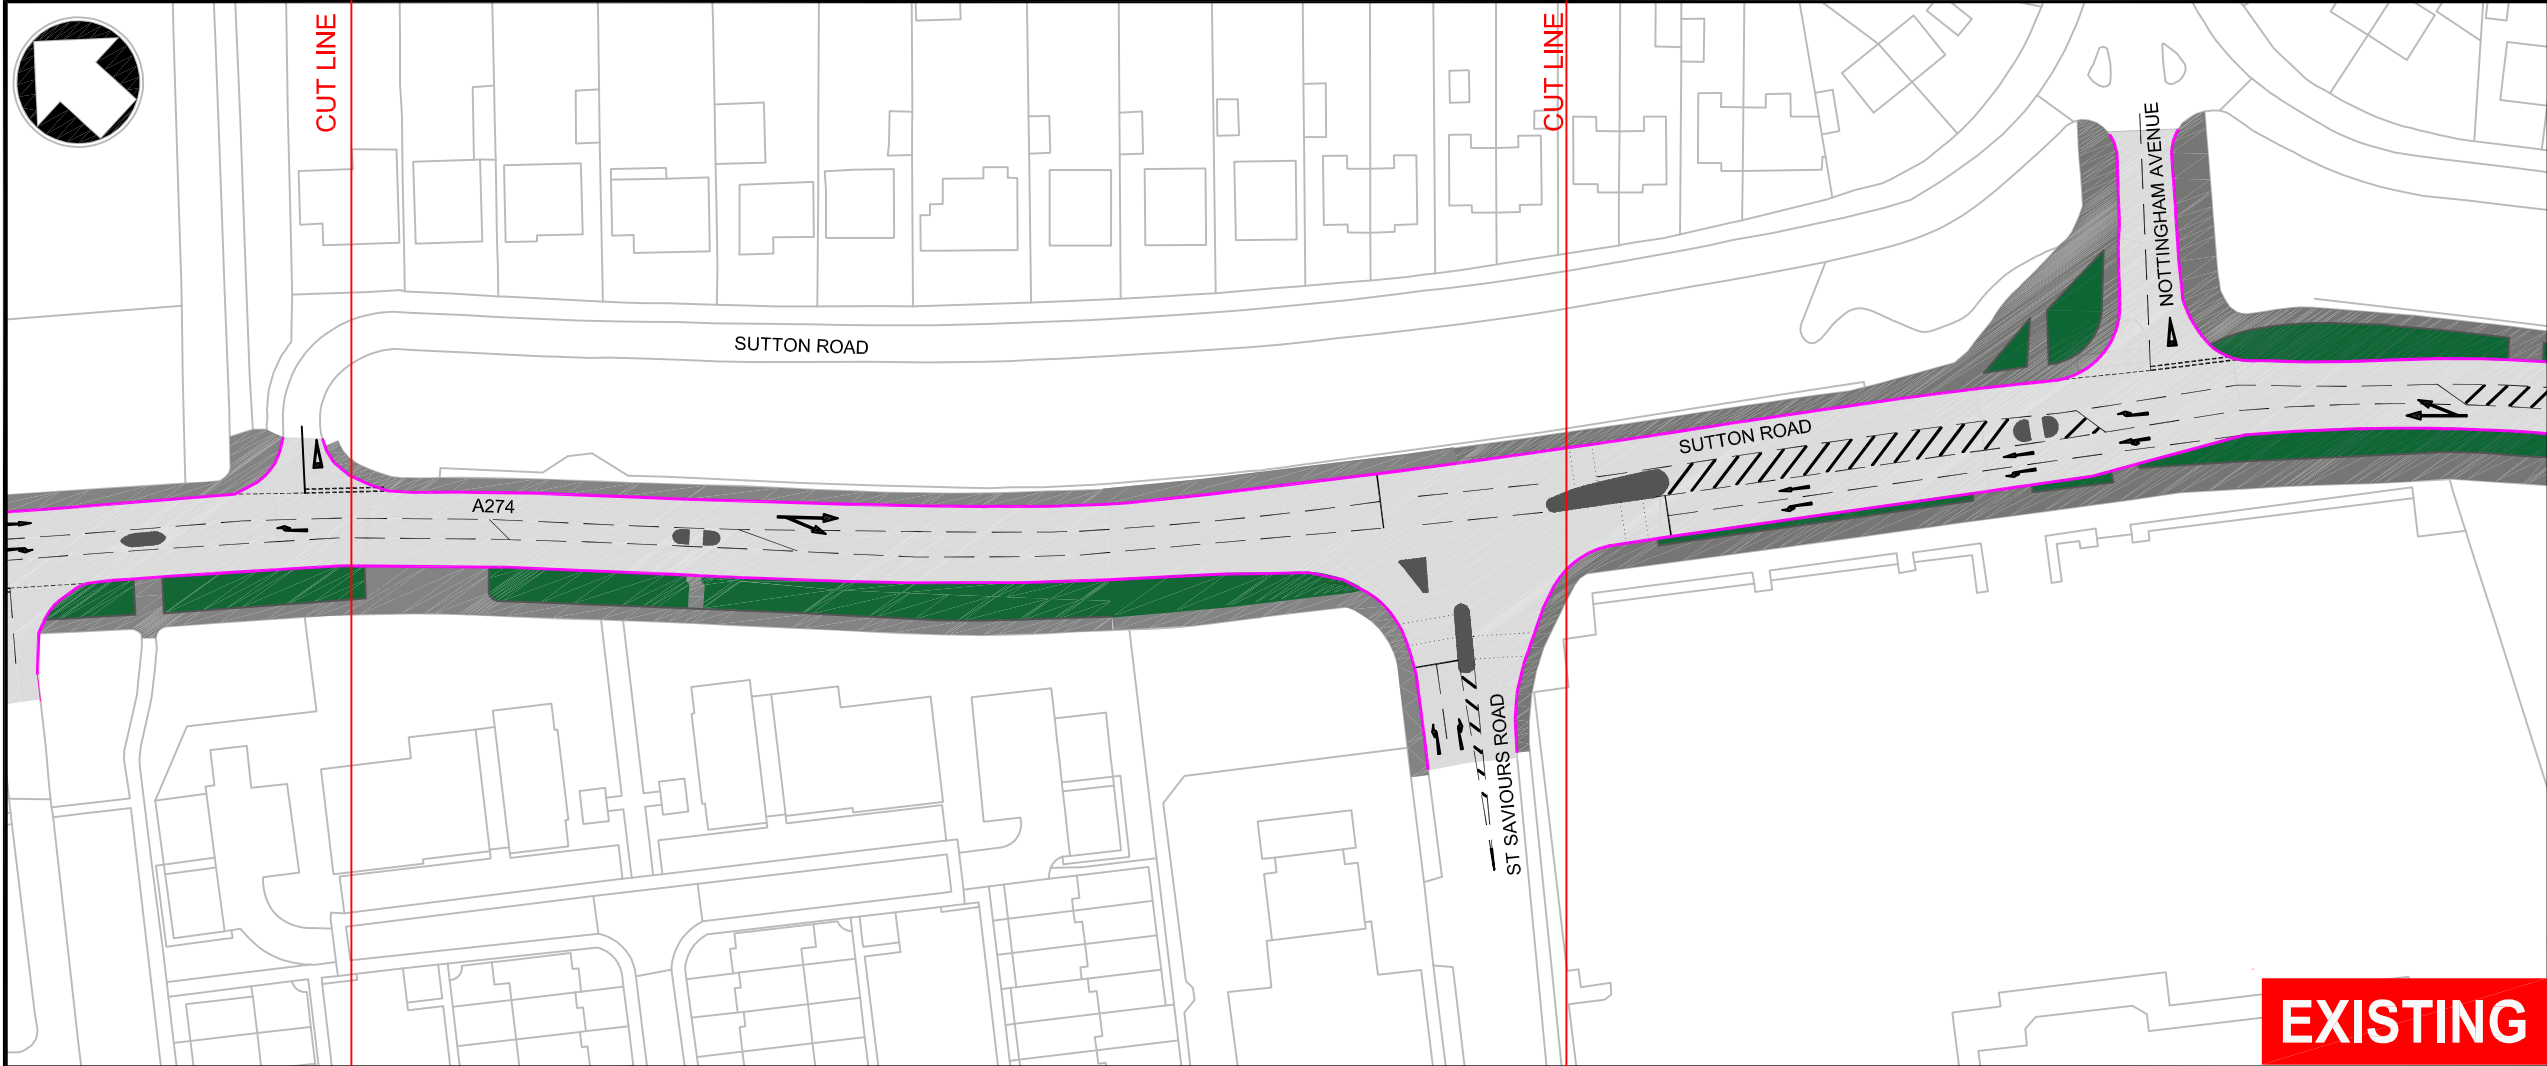 CUT LINE
CUT LINE
NOTTINGHAM AVENUE
SUTTON ROAD
SUTTON ROAD
A274
ST SAVIOURS ROAD
EXISTING